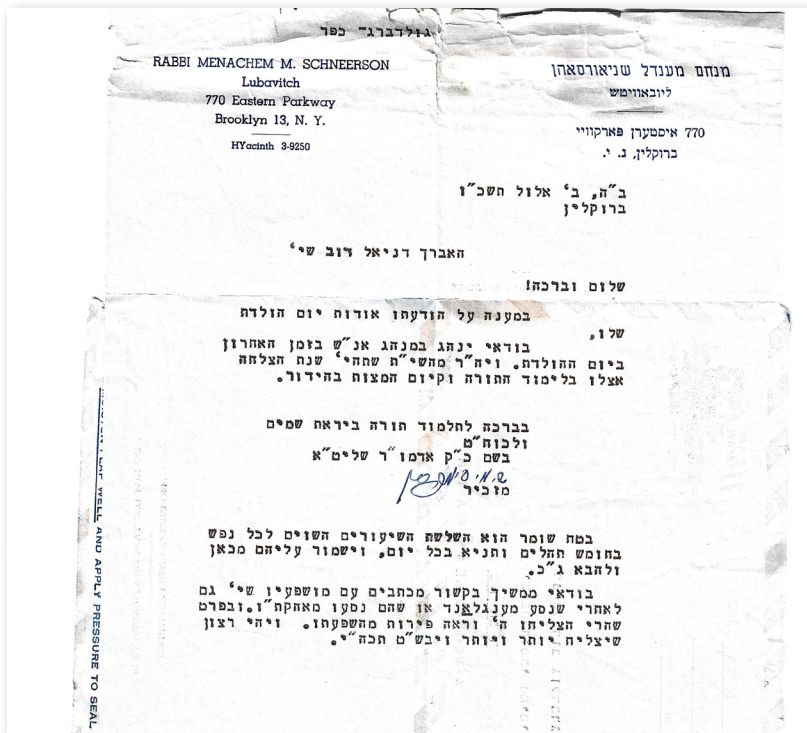 גולדברג- כפר
RABBI MENACHEM M. SCHNEERSON
Lubavitch
770 Eastern Parkway
Brooklyn 13, N. Y.
HYacinth 3-9250
מנחם מענדל שניאורסאהן
ליובאוויטש
770 איסטערן פארקוויי
ברוקלין, נ. י.
ב"ה, ב' אלול תשכ"ו
ברוקלין
האברך דניאל דוב שי'
שלום וברכה!
במענה על הודעתו אודות יום הולדת
שלו,
בודאי ינהג במנהג אנ"ש בזמן האחרון
ביום ההולדת. ויה"ר מהשי"ת שתהי' שנת הצלחה
אצלו בלימוד התורה וקיום המצות בהידור.
בברכה לתלמוד תורה ביראת שמים
ולכוח"ט
בשם כ"ק אדמו"ר שליט"א
מזכיר
בטח שומר הוא השלשת השיעורים השוים לכל נפש
בחומש תהלים ותניא בכל יום, וישמור עליהם מכאן
ולהבא ג"כ.
בודאי ממשיך בקשור מכתבים עם מושפעיו שי' גם
לאחרי שנסע מענגלאנד או שהם נסעו מאהקת"ו.ובפרט
שהרי הצליחו ה' וראה פירות מהשפעתו. ויהי רצון
שיצליח יותר ויותר ויבש"ט תכה"י.
WELL AND APPLY PRESSURE TO SEAL